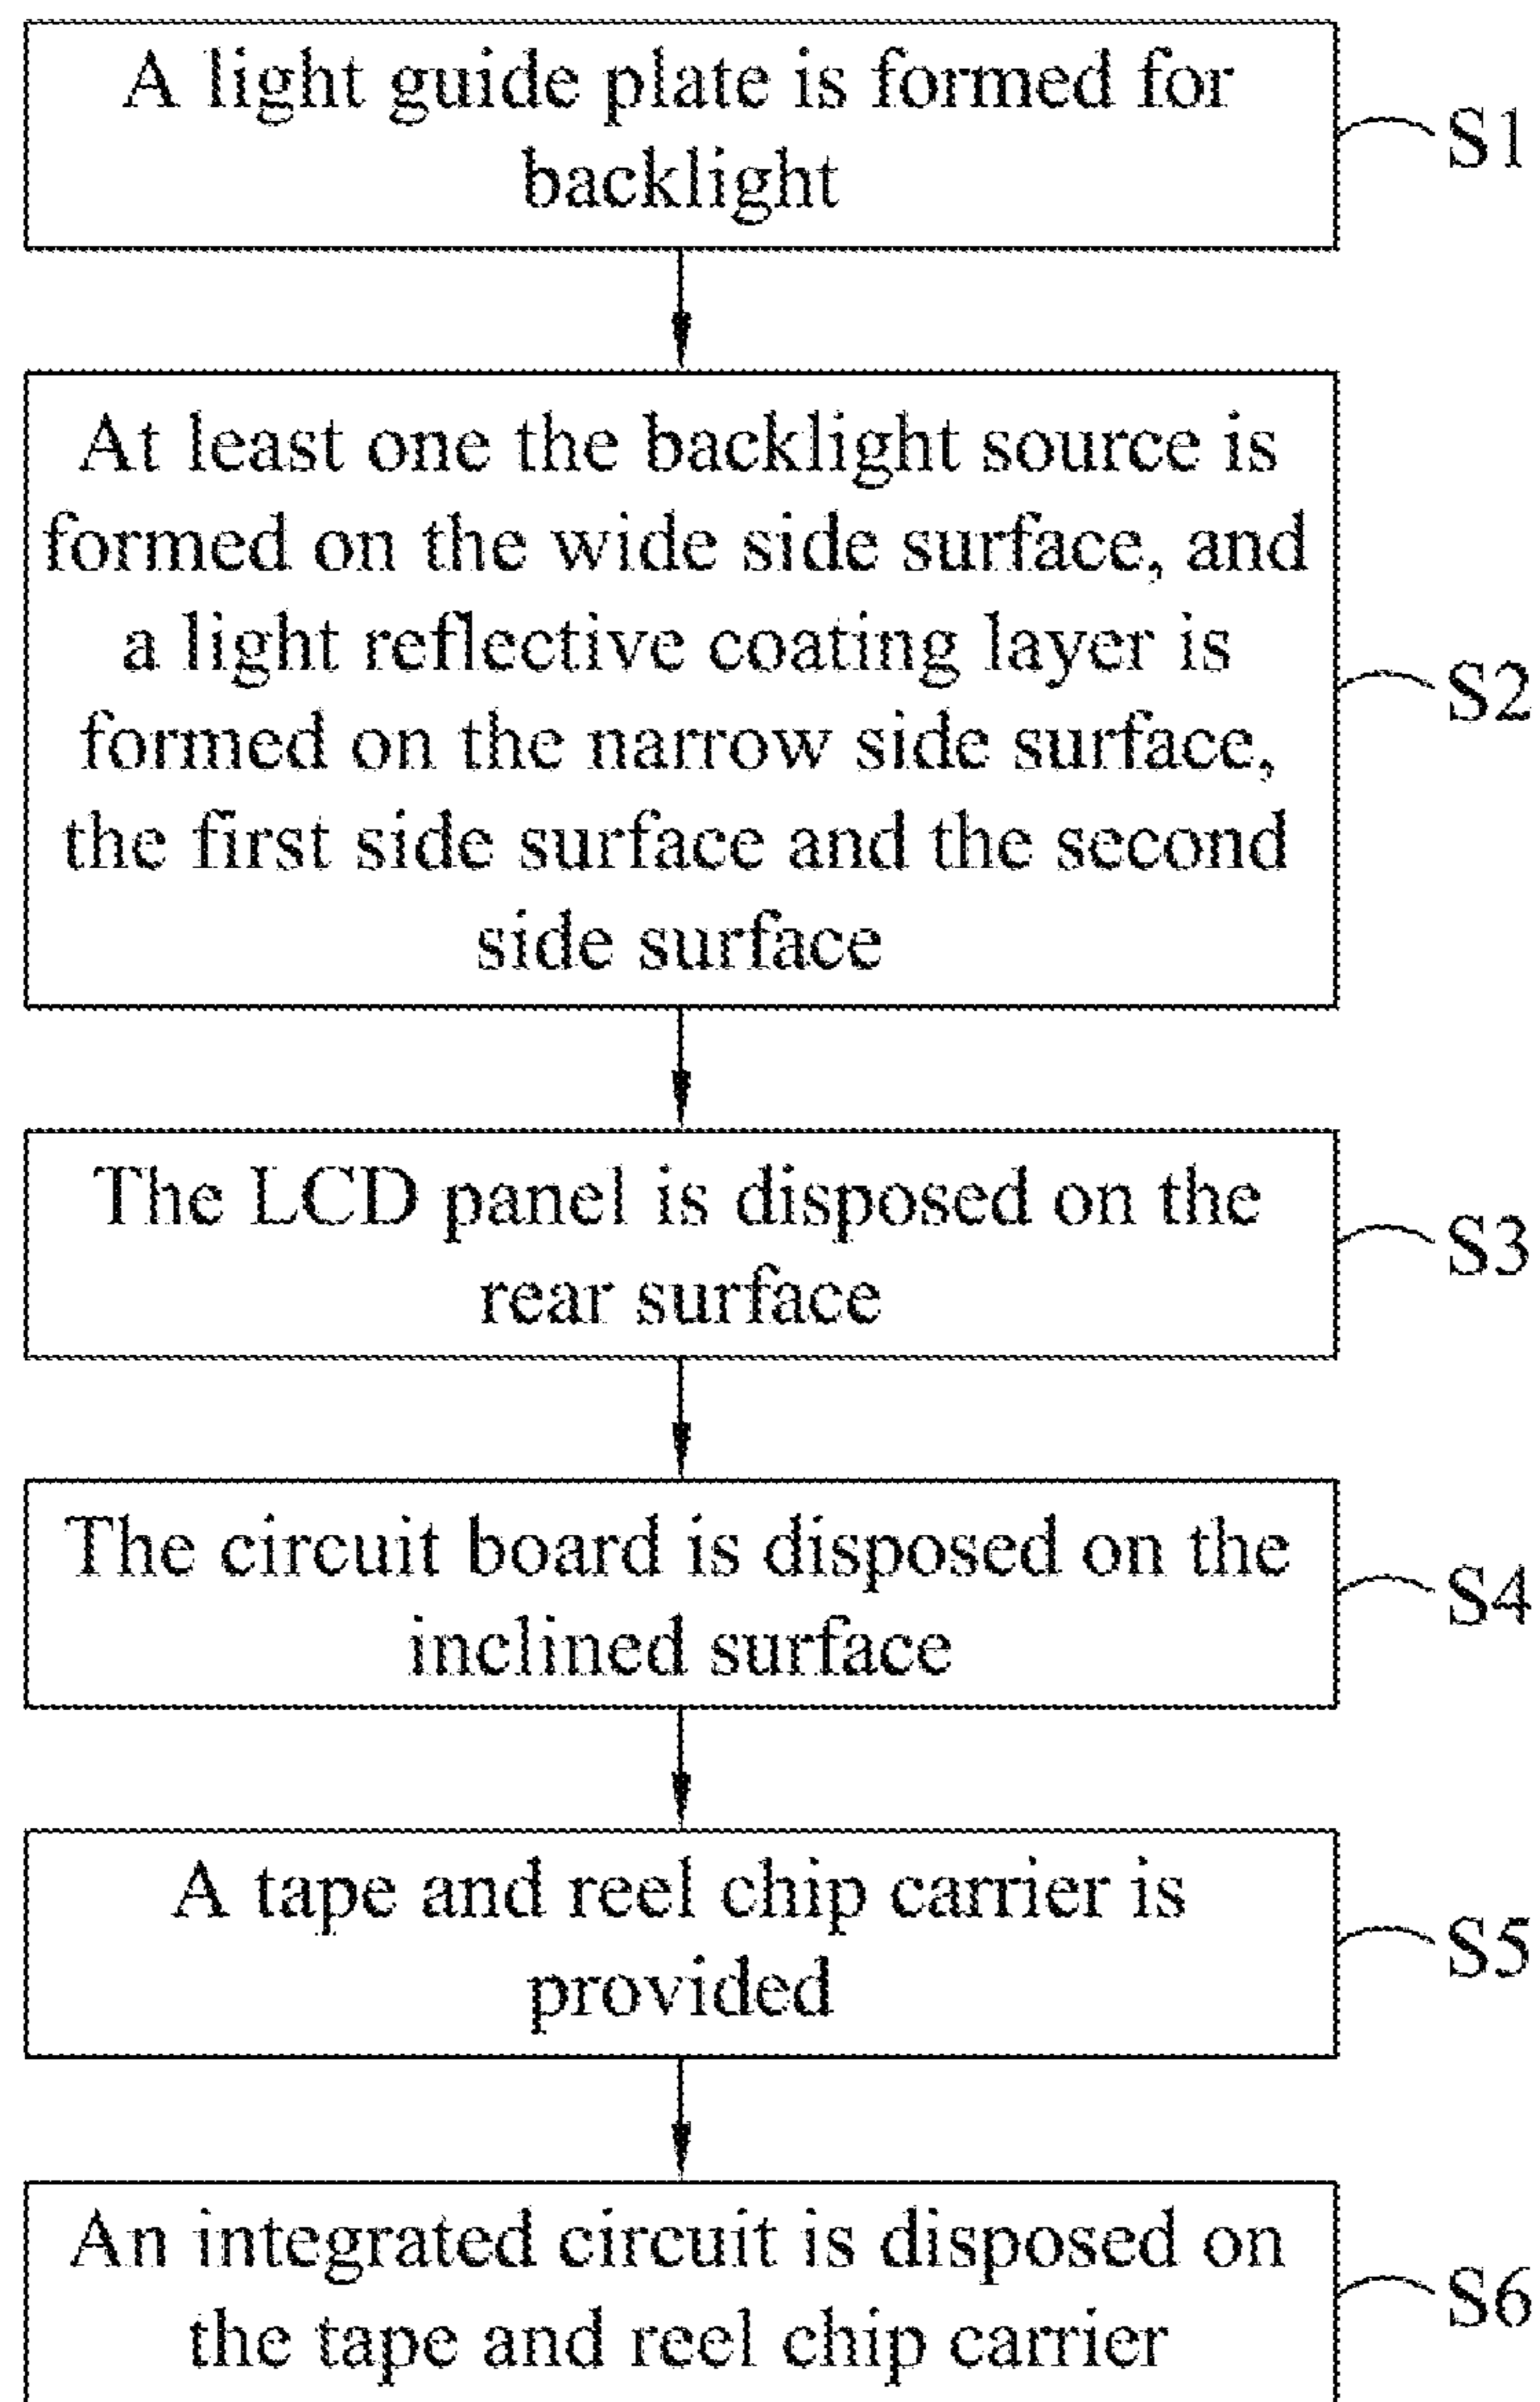 A light guide plate is formed for
backlight
S1
At least one the backlight source is
formed on the wide side surface, and
a light reflective coating layer is
formed on the narrow side surface,
the first side surface and the second
side surface
S2
The LCD panel is disposed on the
rear surface
S3
The circuit board is disposed on the
inclined surface
S4
A tape and reel chip carrier is
provided
S5
An integrated circuit is disposed on
the tape and reel chip carrier
S6